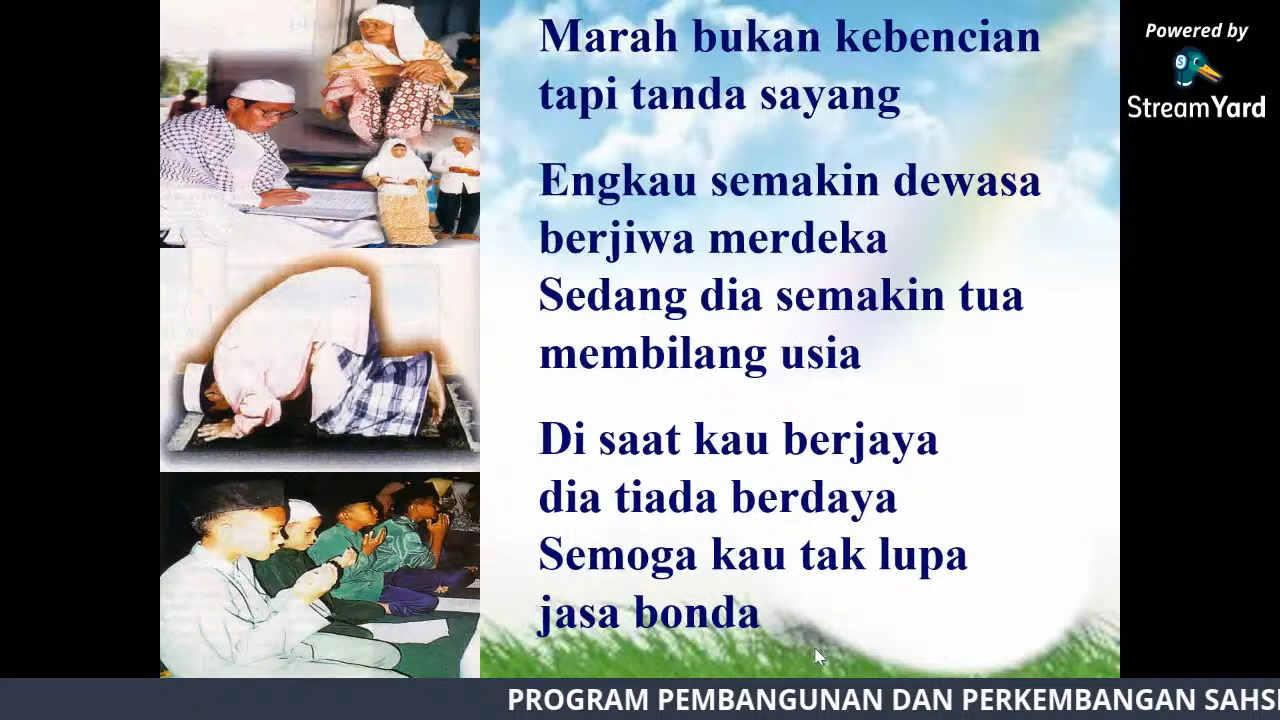 Marah bukan kebencian
tapi tanda sayang
Engkau semakin dewasa
berjiwa merdeka
Sedang dia semakin tua
membilang usia
Di saat kau berjaya
dia tiada berdaya
Semoga kau tak lupa
jasa bonda
Powered by
StreamYard
PROGRAM PEMBANGUNAN DAN PERKEMBANGAN SAHS